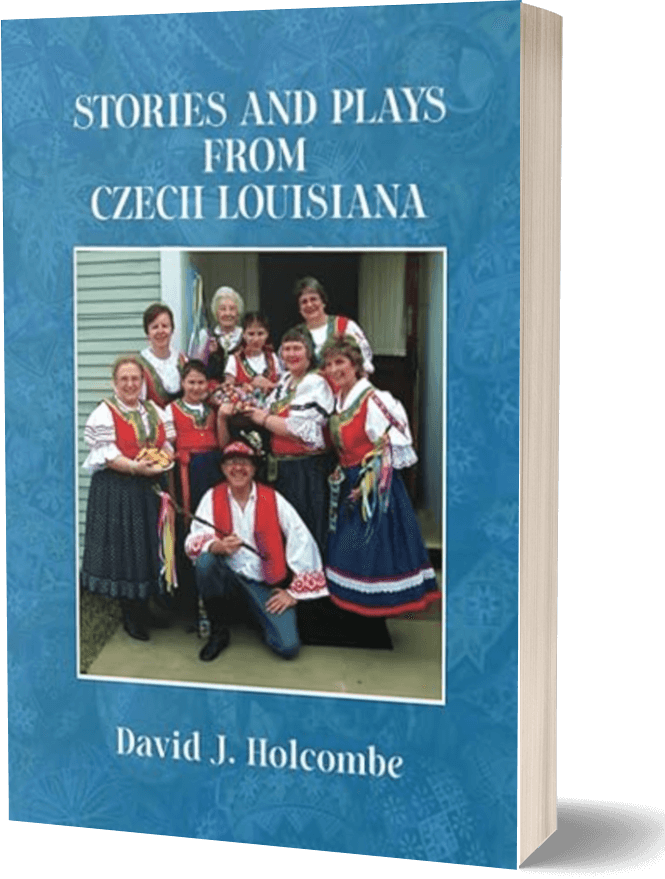 STORIES AND PLAYS
FROM
CZECH LOUISIANA
David J. Holcombe